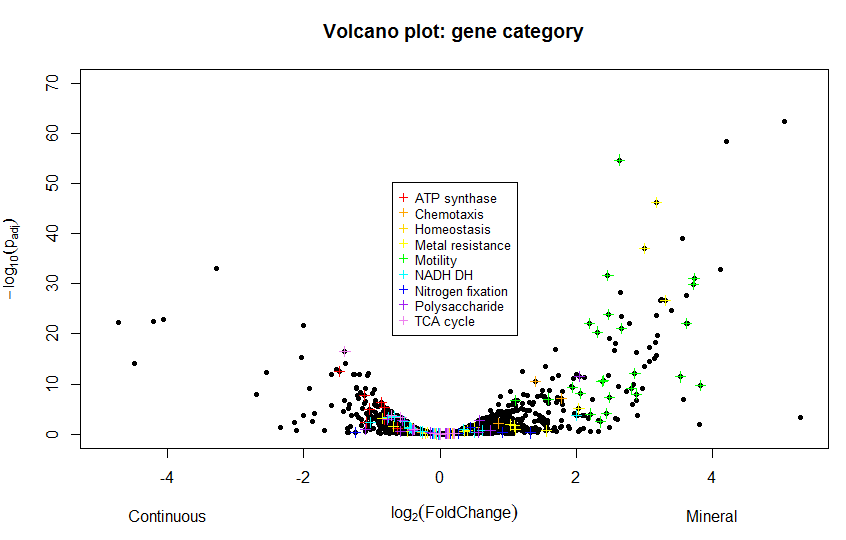 Volcano plot: gene category
70
60
50
40
30
20
10
0
− log10(padj)
ATP synthase
Chemotaxis
Homeostasis
Metal resistance
Motility
NADH DH
Nitrogen fixation
Polysaccharide
TCA cycle
-4 -2 0 2 4
Continuous log2(FoldChange) Mineral